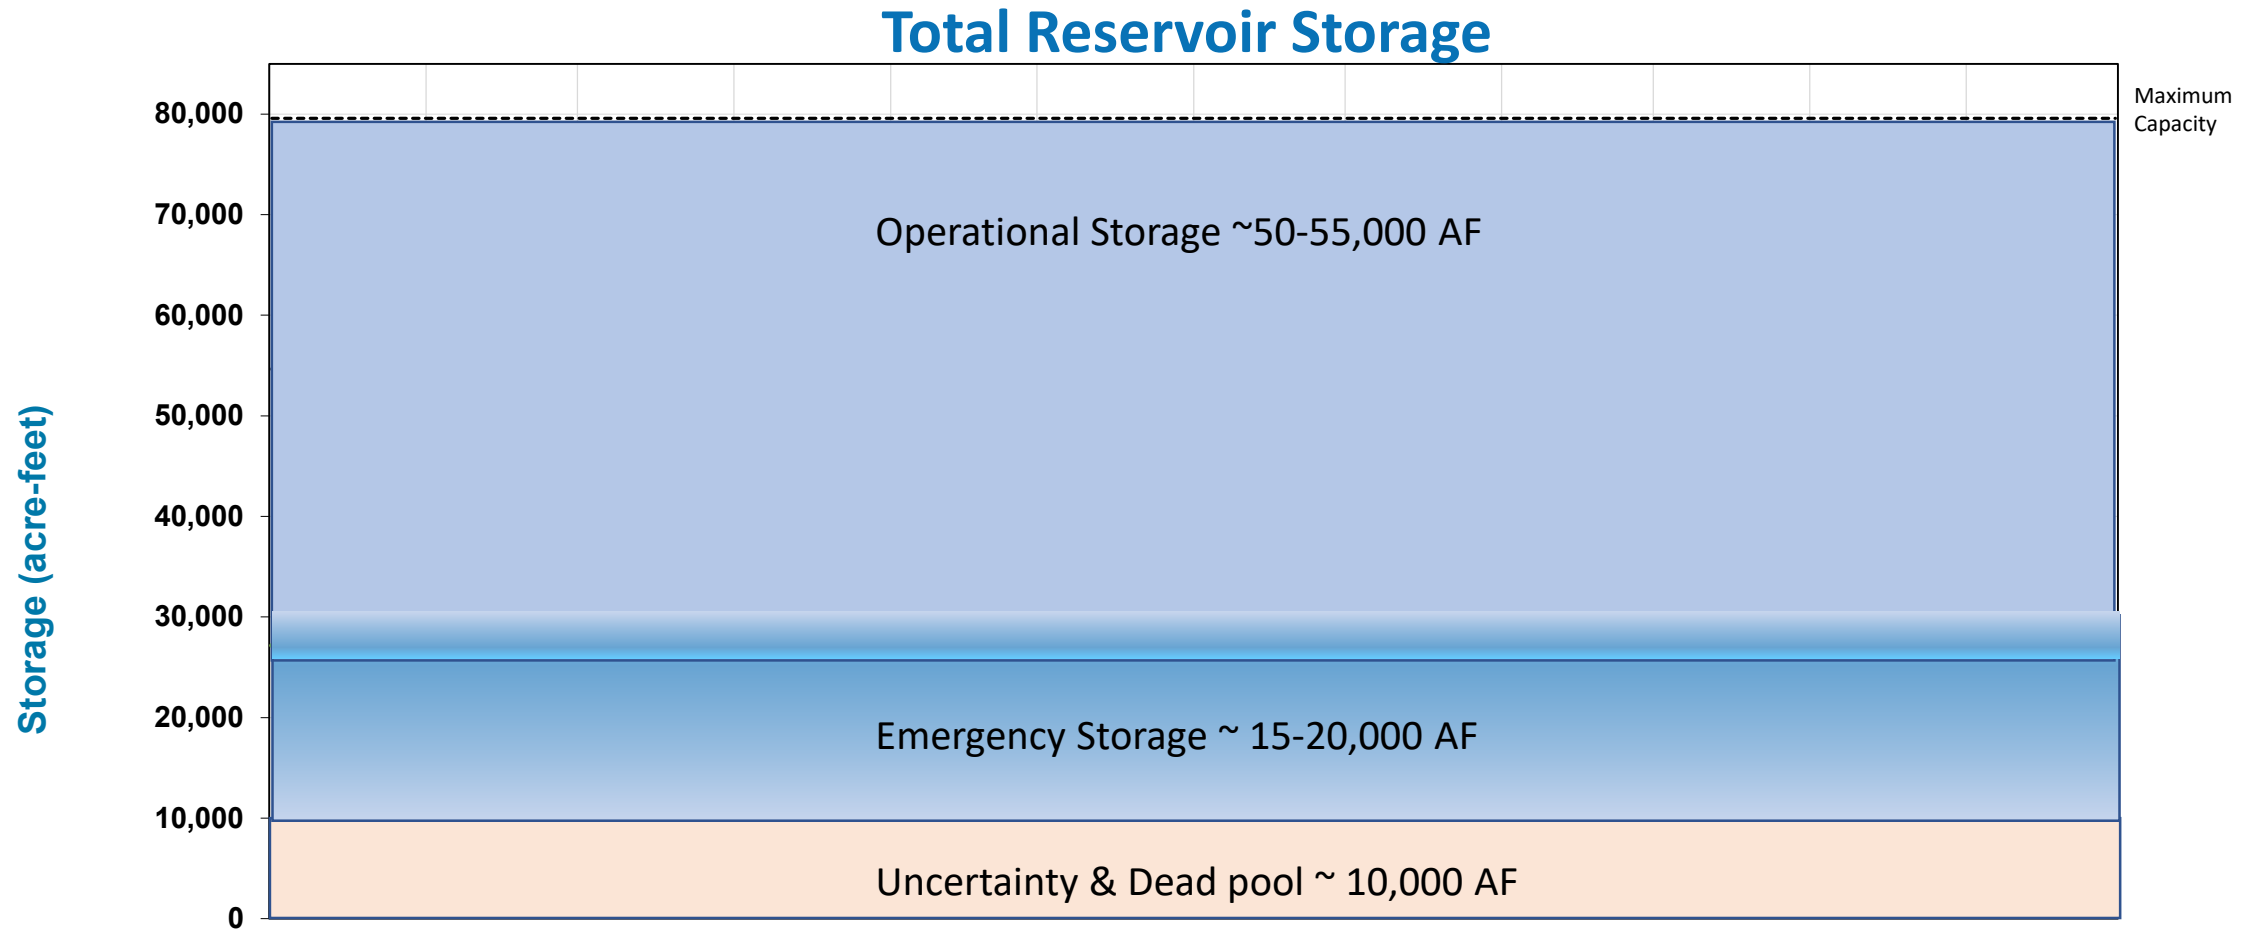 Total Reservoir Storage
Maximum
Capacity
80,000
70,000
60,000
50,000
40,000
30,000
20,000
10,000
0
Storage (acre-feet)
Operational Storage ~50-55,000 AF
Emergency Storage ~ 15-20,000 AF
Uncertainty & Dead pool ~ 10,000 AF